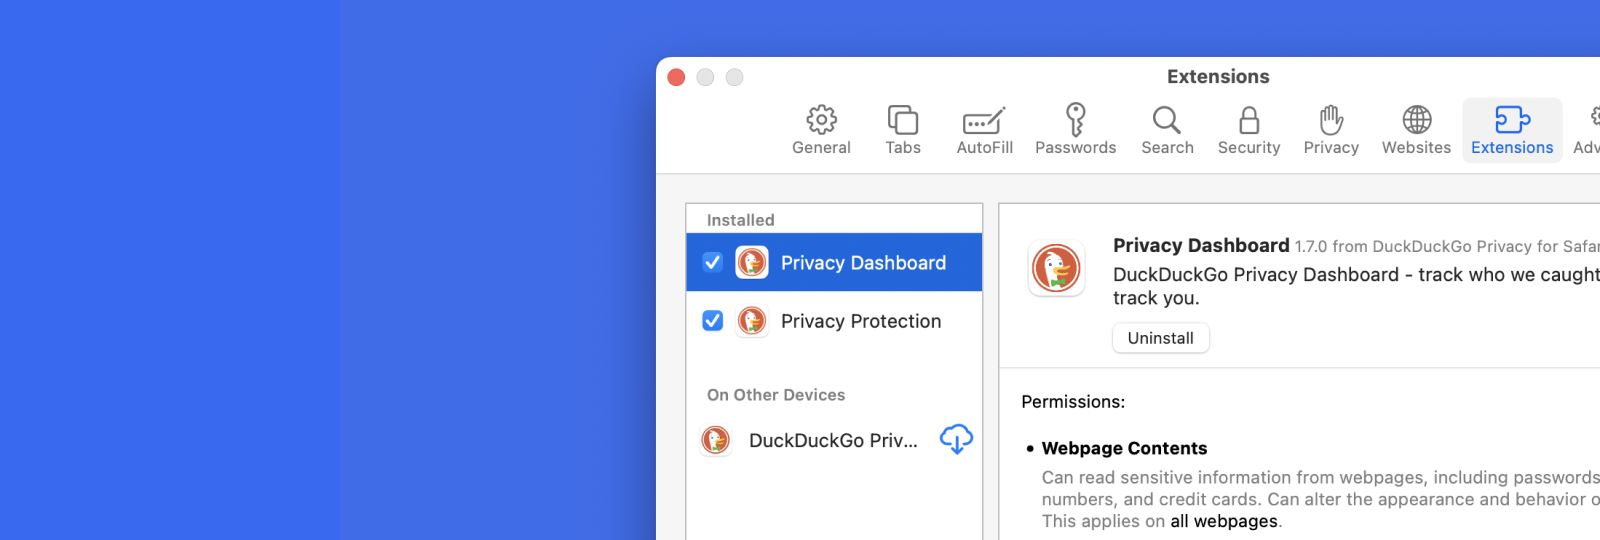 Extensions
General Tabs AutoFill Passwords Search Security Privacy Websites Extensions Adv
Installed
Privacy Dashboard
Privacy Protection
On Other Devices
DuckDuckGo Priv...
Privacy Dashboard 1.7.0 from DuckDuckGo Privacy for Safar
DuckDuckGo Privacy Dashboard - track who we caught
track you.
Uninstall
Permissions:
• Webpage Contents
Can read sensitive information from webpages, including passwords
numbers, and credit cards. Can alter the appearance and behavior o
This applies on all webpages.